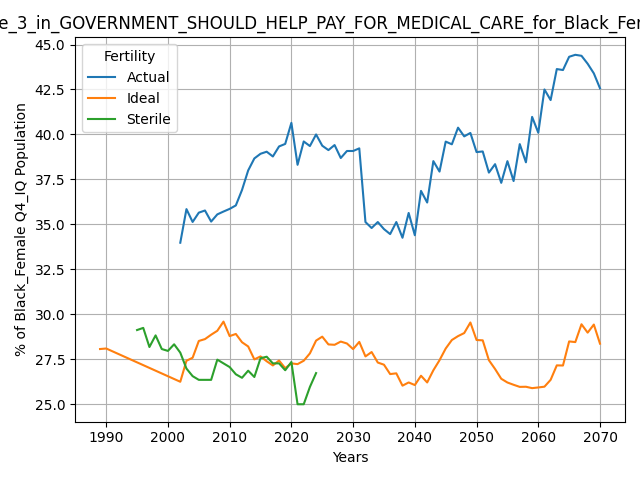 e_3_in_GOVERNMENT_SHOULD_HELP_PAY_FOR_MEDICAL_CARE_for_Black_Fem
45.0
42.5
40.0
37.5
35.0
32.5
30.0
27.5
25.0
% of Black_Female Q4_IQ Population
Fertility
Actual
Ideal
Sterile
1990 2000 2010 2020 2030 2040 2050 2060 2070
Years